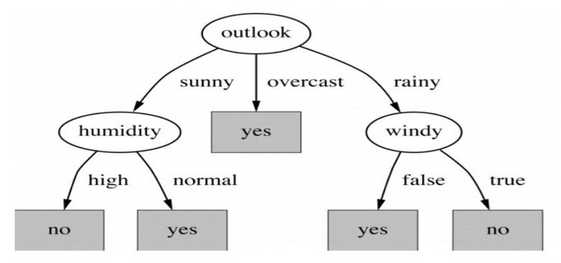 outlook
sunny overcast rainy
humidity yes windy
high normal false true
no yes yes no